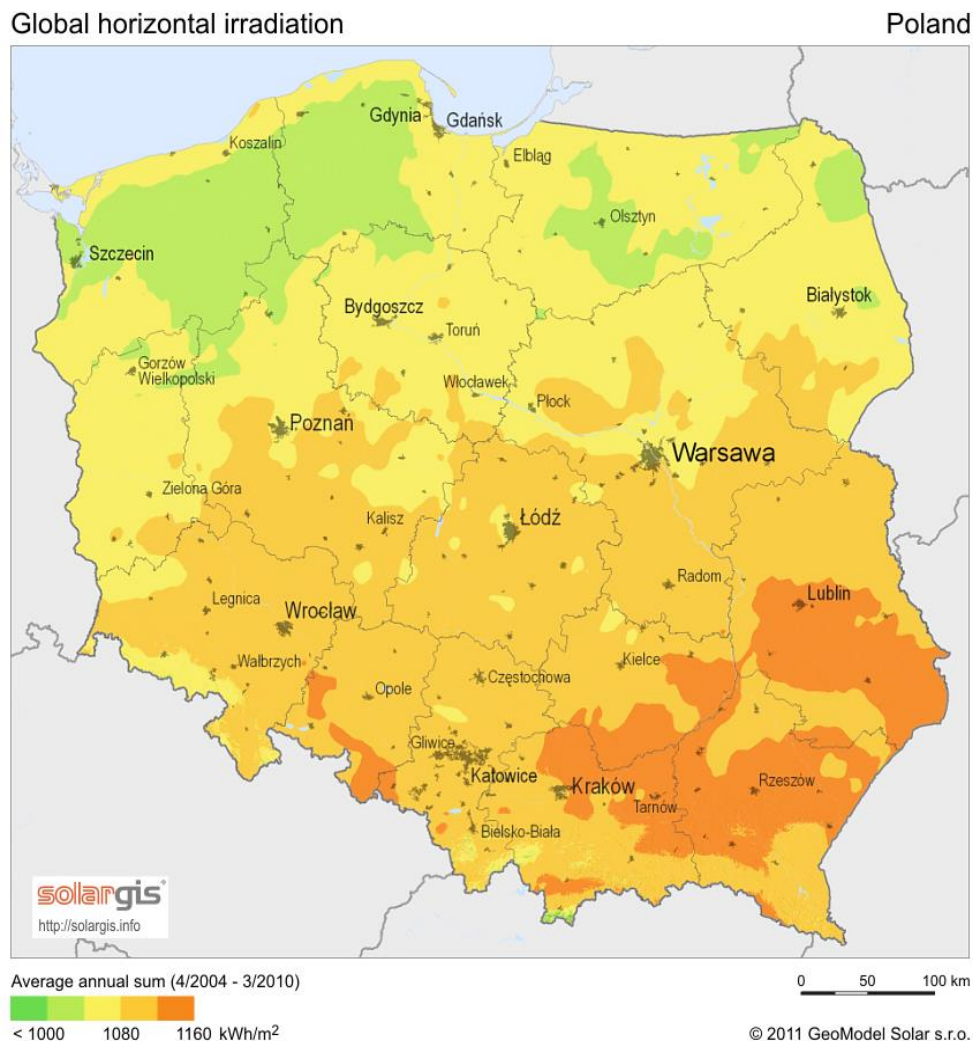 Global horizontal irradiation
Poland
Gdynia
Gdańsk
Koszalin
Elbląg
Olsztyn
Szczecin
Bydgoszcz
Białystok
Toruń
Gorzów
Wielkopolski
Włocławek
Płock
Poznań
Warsawa
Zielona Góra
Kalisz
Łódź
Radom
Legnica
Wrocław
Lublin
Wałbrzych
Kielce
Opole
Częstochowa
Gliwice
Katowice
Kraków
Rzeszów
Tarnów
Bielsko-Biała
solargis
http://solargis.info
Average annual sum (4/2004 - 3/2010)
0 50 100 km
< 1000 1080 1160 kWh/m²
© 2011 GeoModel Solar s.r.o.